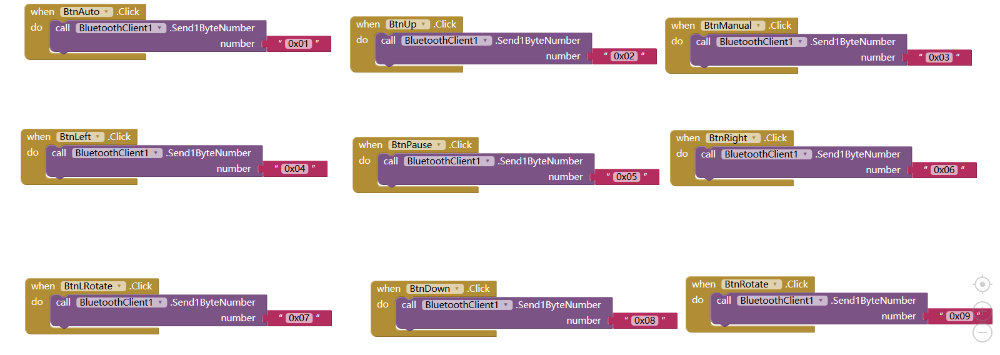 when BtnAuto .Click
do call BluetoothClient1 .Send1ByteNumber
number " 0x01 "
when BtnUp .Click
do call BluetoothClient1 .Send1ByteNumber
number " 0x02 "
when BtnManual .Click
do call BluetoothClient1 .Send1ByteNumber
number " 0x03 "
when BtnLeft .Click
do call BluetoothClient1 .Send1ByteNumber
number " 0x04 "
when BtnPause .Click
do call BluetoothClient1 .Send1ByteNumber
number " 0x05 "
when BtnRight .Click
do call BluetoothClient1 .Send1ByteNumber
number " 0x06 "
when BtnLRotate .Click
do call BluetoothClient1 .Send1ByteNumber
number " 0x07 "
when BtnDown .Click
do call BluetoothClient1 .Send1ByteNumber
number " 0x08 "
when BtnRotate .Click
do call BluetoothClient1 .Send1ByteNumber
number " 0x09 "